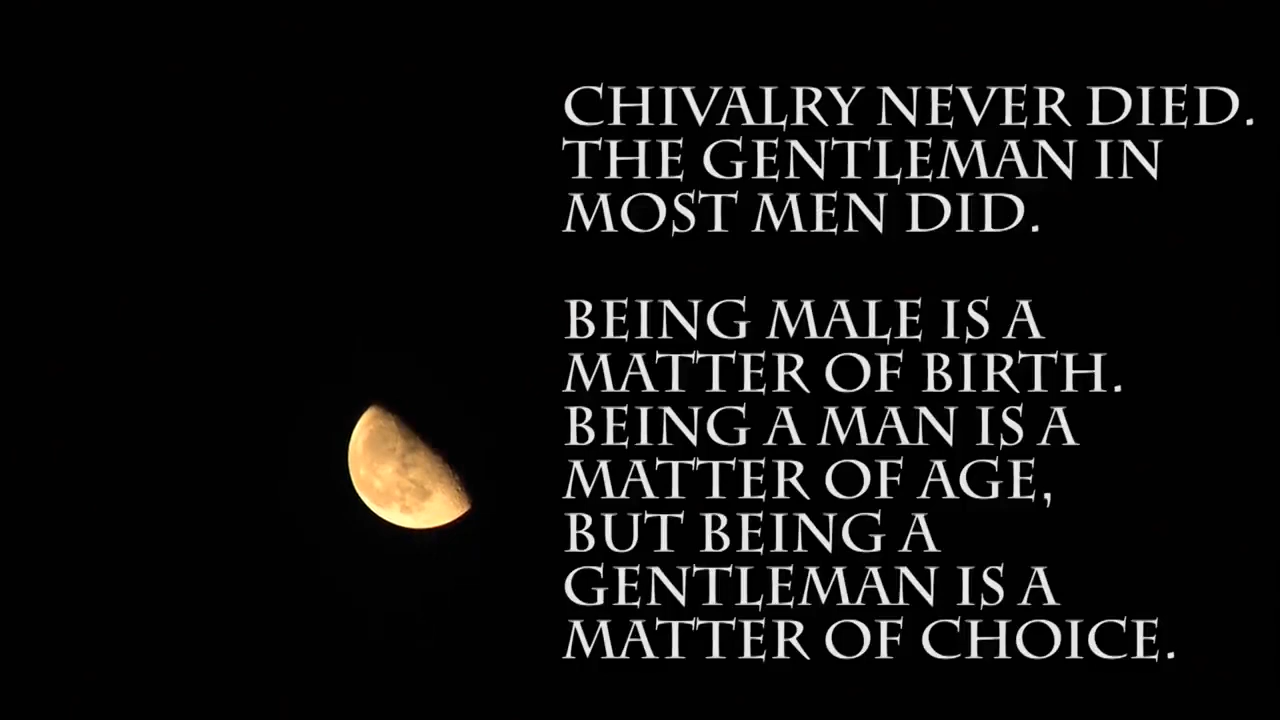 CHIVALRY NEVER DIED.
THE GENTLEMAN IN
MOST MEN DID.
BEING MALE IS A
MATTER OF BIRTH.
BEING A MAN IS A
MATTER OF AGE,
BUT BEING A
GENTLEMAN IS A
MATTER OF CHOICE.